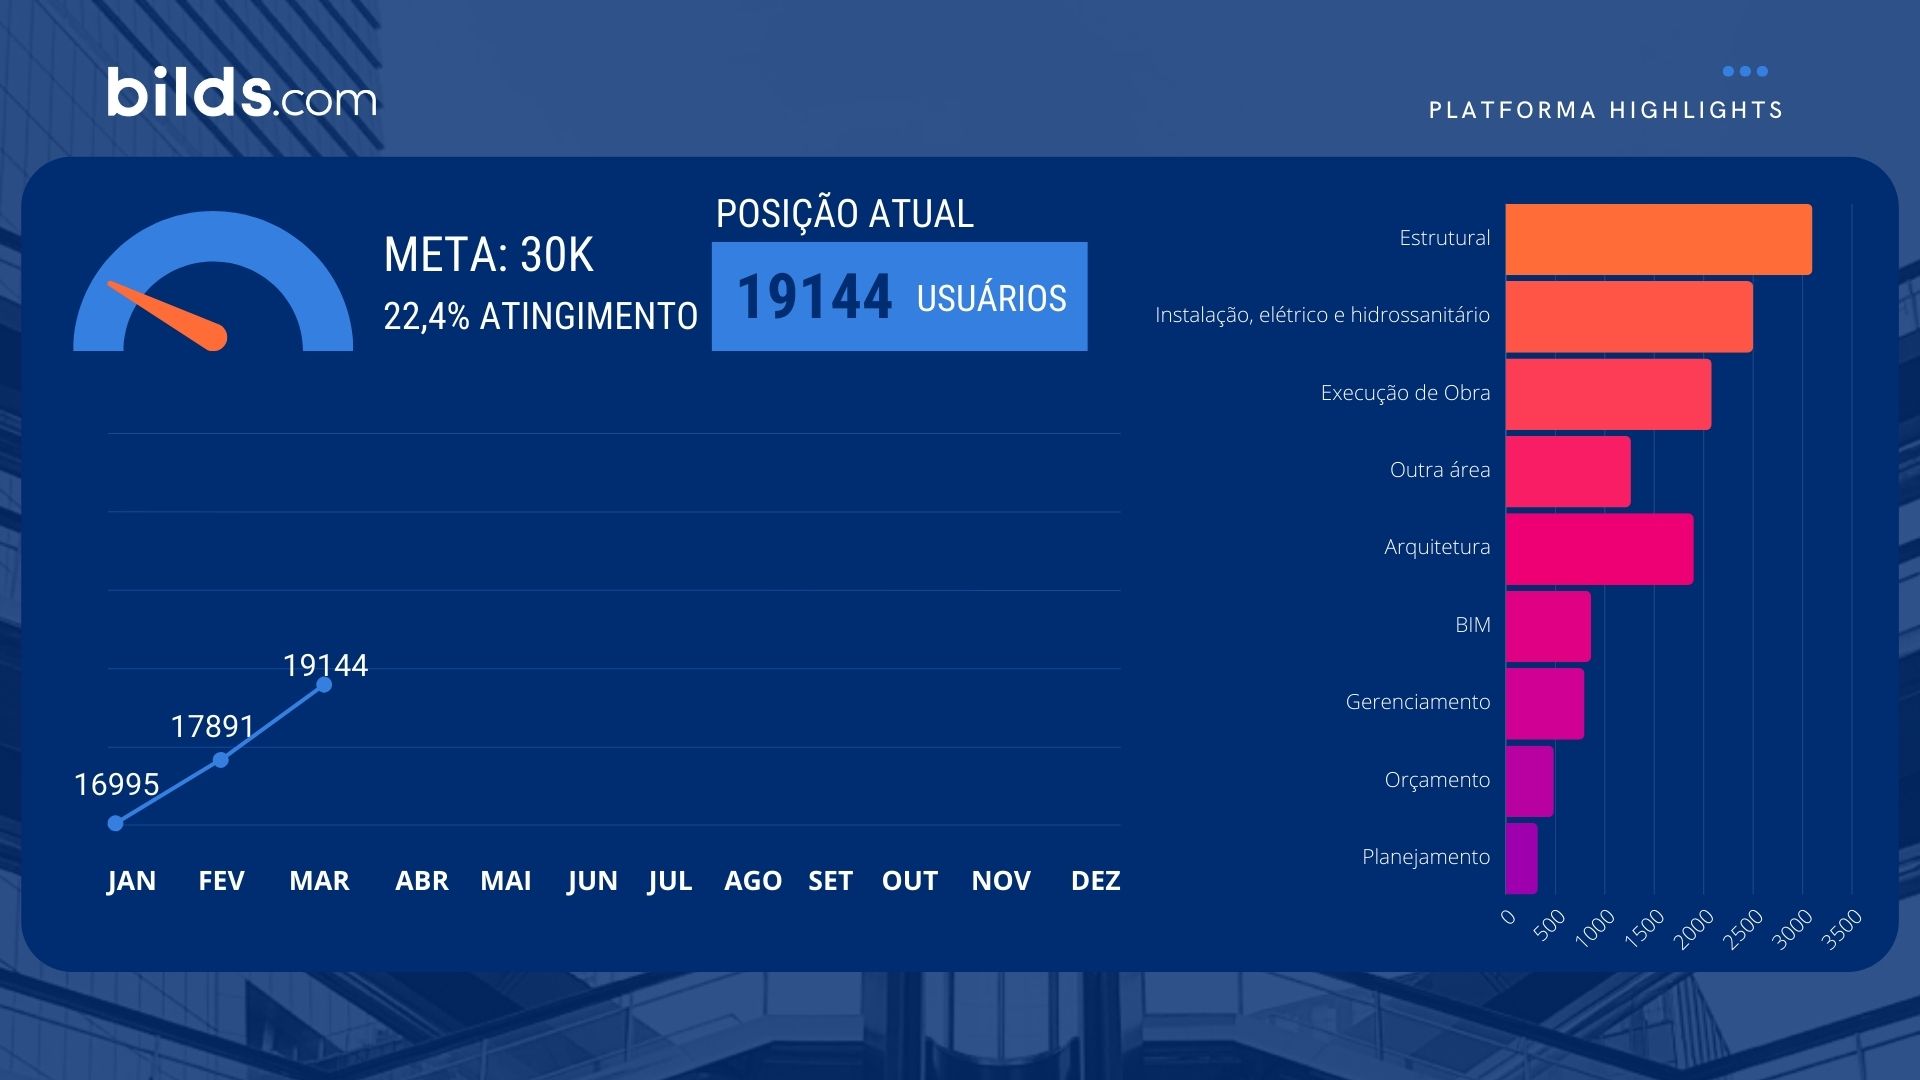 bilds.com
PLATFORMA HIGHLIGHTS
META: 30K
22,4% ATINGIMENTO
POSIÇÃO ATUAL
19144 USUÁRIOS
19144
17891
16995
JAN FEV MAR ABR MAI JUN JUL AGO SET OUT NOV DEZ
Estrutural
Instalação, elétrico e hidrossanitário
Execução de Obra
Outra área
Arquitetura
BIM
Gerenciamento
Orçamento
Planejamento
0 500 1000 1500 2000 2500 3000 3500